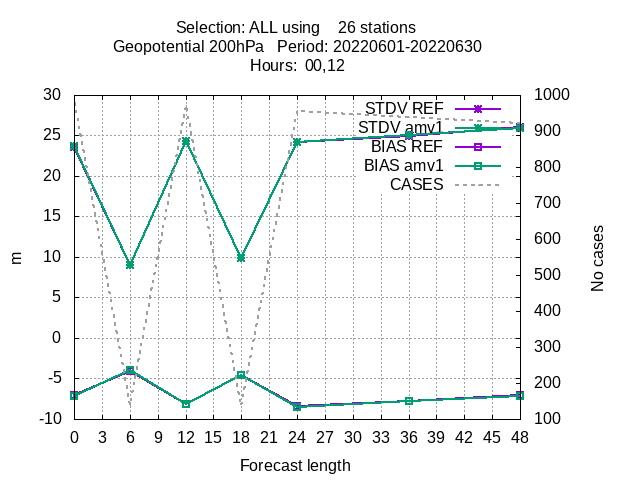 Selection: ALL using    26 stations
Geopotential 200hPa   Period: 20220601-20220630
Hours:  00,12
STDV REF
STDV amv1
BIAS REF
BIAS amv1
CASES
30
25
20
15
10
5
0
-5
-10
m
1000
900
800
700
600
500
400
300
200
100
No cases
0 3 6 9 12 15 18 21 24 27 30 33 36 39 42 45 48
Forecast length